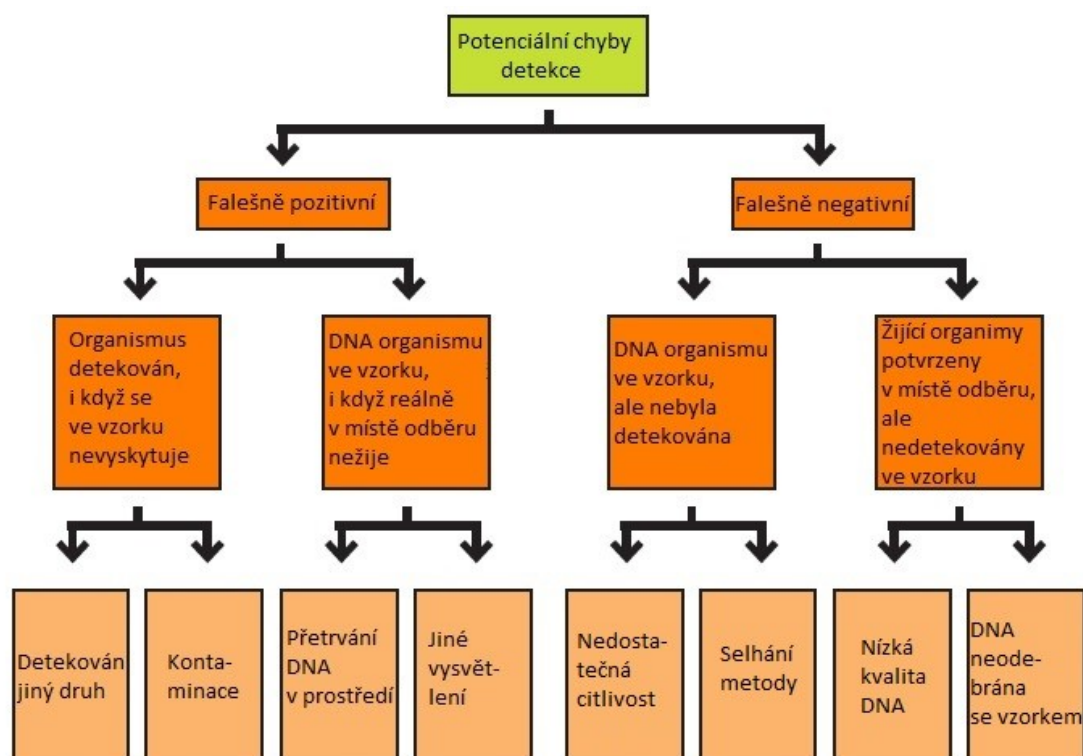 Potenciální chyby
detekce
Falešně pozitivní
Falešně negativní
Organismus
detekován,
i když se
ve vzorku
nevyskytuje
DNA organismu
ve vzorku,
i když reálně
v místě odběru
nežije
DNA organismu
ve vzorku,
ale nebyla
detekována
Žijící organimy
potvrzeny
v místě odběru,
ale
nedetekovány
ve vzorku
Detekován
jiný druh
Konta-
minace
Přetrvání
DNA
v prostředí
Jiné
vysvět-
lení
Nedosta-
tečná
citlivost
Selhání
metody
Nízká
kvalita
DNA
DNA
neode-
brána
se vzorkem